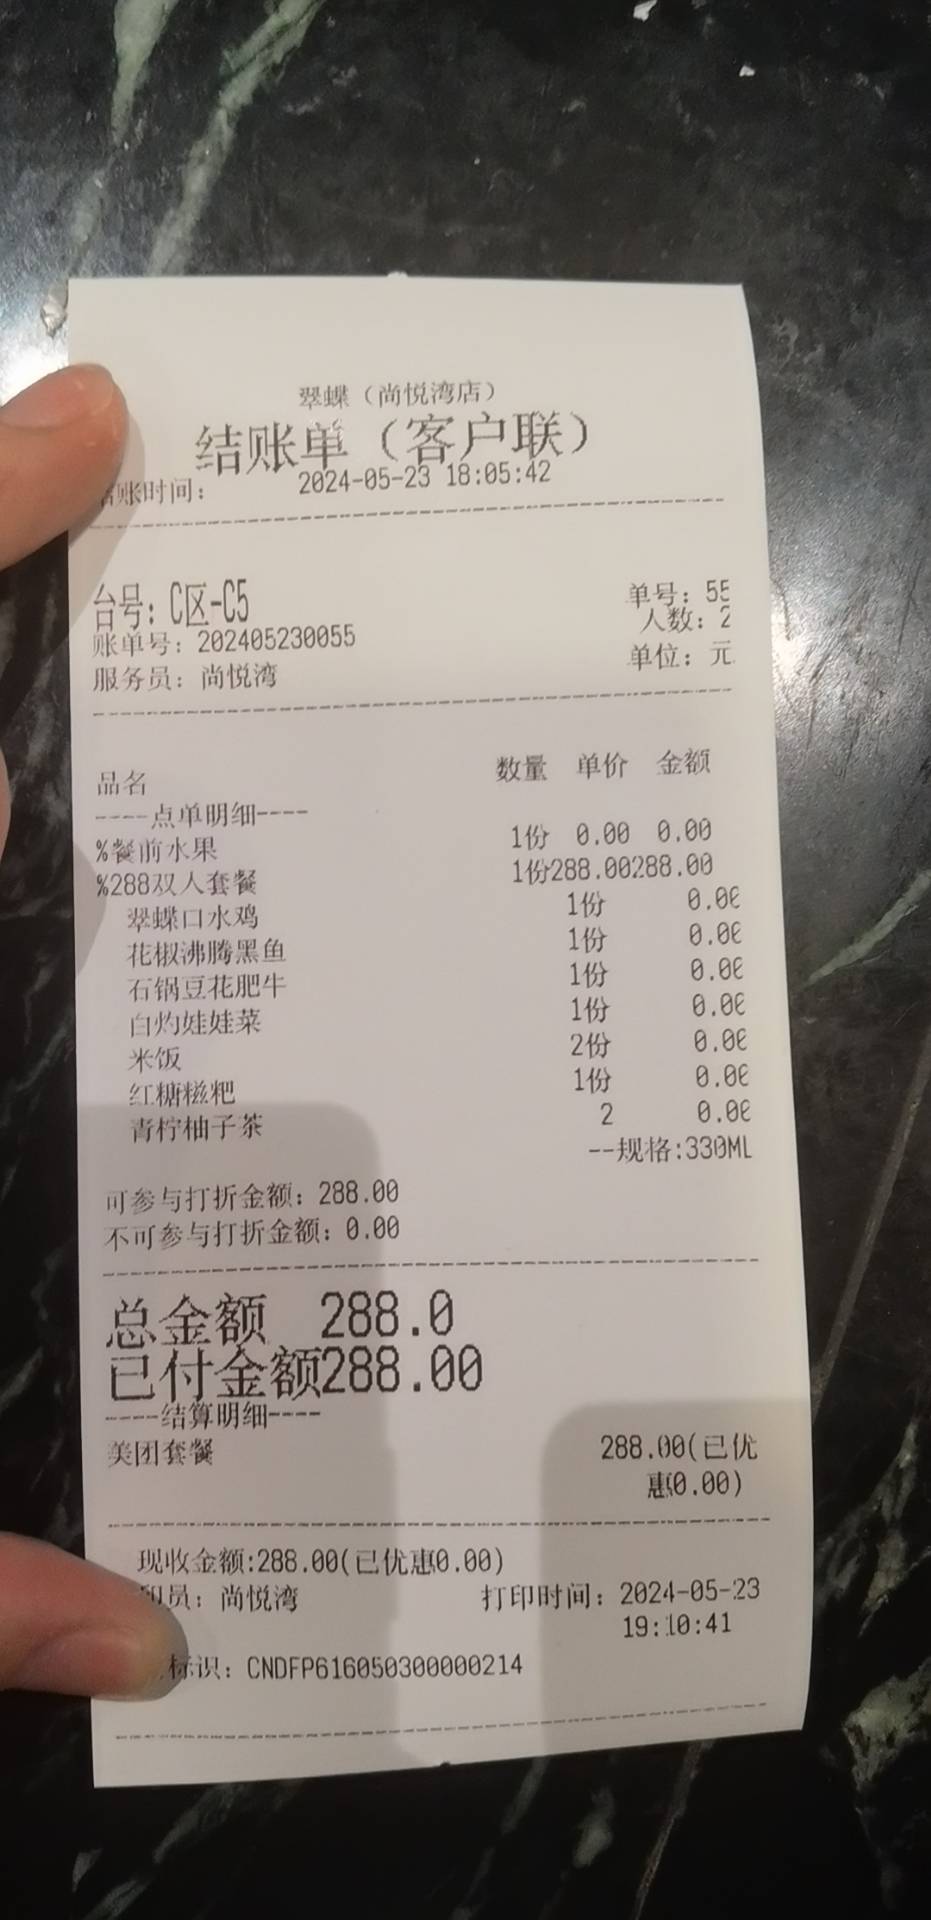 翠蝶（尚悦湾店）
结账单（客户联）
账时间： 2024-05-23 18:05:42
台号：C区-C5 单号：55
人数：2
账单号：202405230055
服务员：尚悦湾 单位：元
品名 数量 单价 金额
----点单明细----
%餐前水果 1份 0.00 0.00
%288双人套餐 1份288.00288.00
翠蝶口水鸡 1份 0.0
花椒沸腾黑鱼 1份 0.0
石锅豆花肥牛 1份 0.0
白灼娃娃菜 1份 0.0
米饭 2份 0.0
红糖糍粑 1份 0.0
青柠柚子茶 2 0.0
--规格:330ML
可参与打折金额：288.00
不可参与打折金额：0.00
总金额 288.0
已付金额288.00
----结算明细----
美团套餐 288.00(已优
惠0.00)
现收金额:288.00(已优惠0.00)
印员：尚悦湾 打印时间：2024-05-23
19:10:41
标识：CNDFP616050300000214